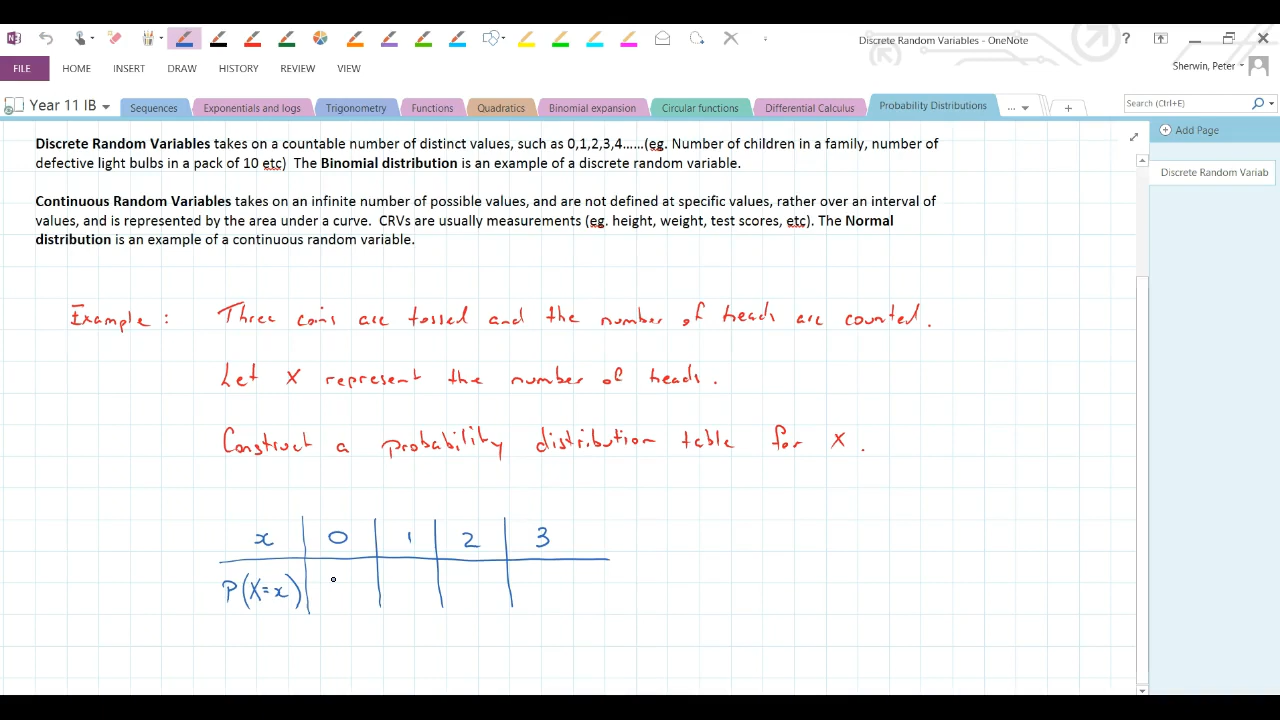 Discrete Random Variables - OneNote
?
FILE HOME INSERT DRAW HISTORY REVIEW VIEW
Sherwin, Peter
Year 11 IB Sequences Exponentials and logs Trigonometry Functions Quadratics Binomial expansion Circular functions Differential Calculus Probability Distributions ... + Search (Ctrl+E)
Add Page
Discrete Random Variab
Discrete Random Variables takes on a countable number of distinct values, such as 0,1,2,3,4......(eg. Number of children in a family, number of
defective light bulbs in a pack of 10 etc) The Binomial distribution is an example of a discrete random variable.
Continuous Random Variables takes on an infinite number of possible values, and are not defined at specific values, rather over an interval of
values, and is represented by the area under a curve. CRVs are usually measurements (eg. height, weight, test scores, etc). The Normal
distribution is an example of a continuous random variable.
Example : Three coins are tossed and the number of heads are counted.
Let X represent the number of heads.
Construct a probability distribution table for X.
x 0 1 2 3
P(X=x)